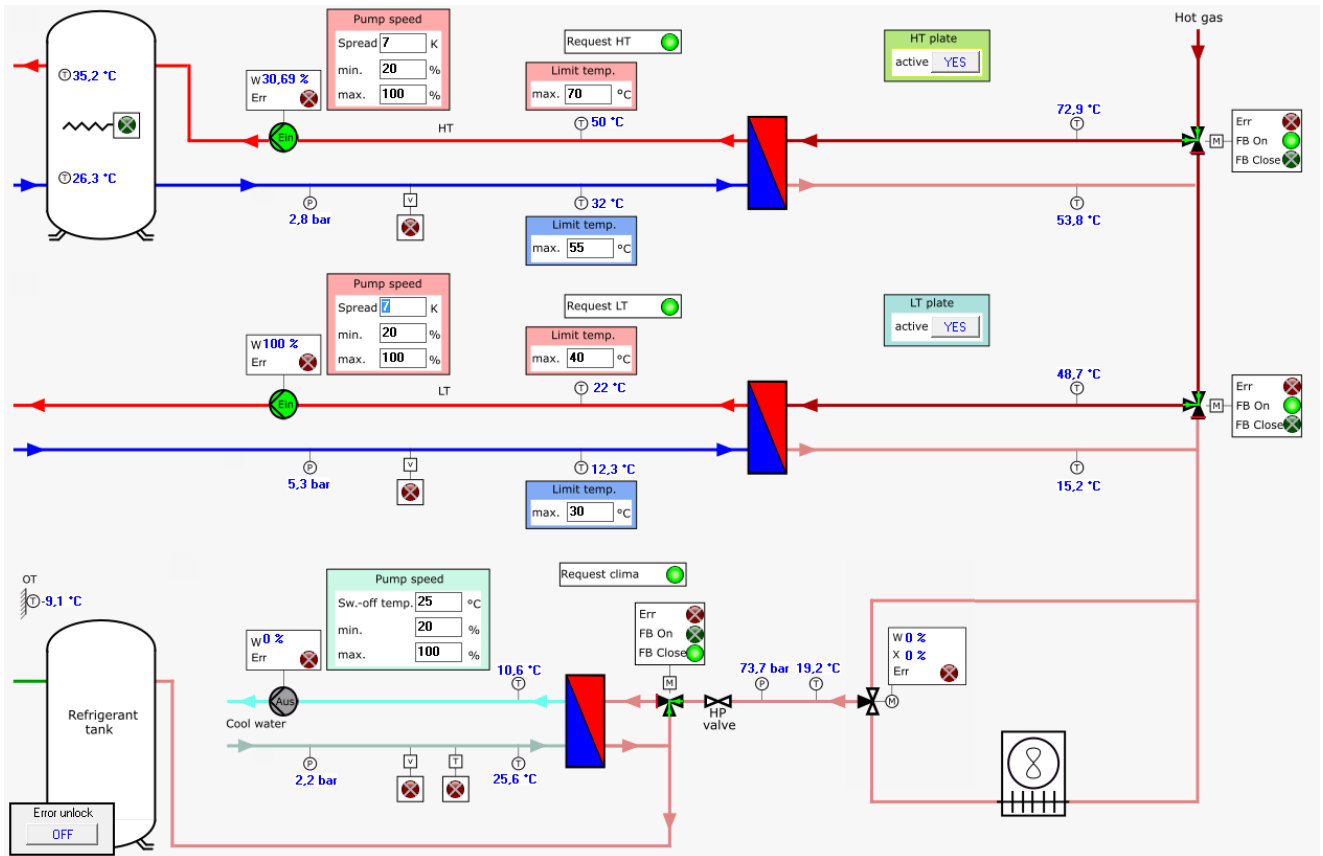 Hot gas
Pump speed
Spread 7 K
min. 20 %
max. 100 %
Request HT
HT plate
active YES
T 35,2 °C
W 30,69 %
Err
Limit temp.
max. 70 °C
Ein
HT
T 50 °C
72,9 °C
T
M
Err
FB On
FB Close
T 26,3 °C
P
2,8 bar
v
T 32 °C
T
53,8 °C
Limit temp.
max. 55 °C
Pump speed
Spread 7 K
min. 20 %
max. 100 %
Request LT
LT plate
active YES
W 100 %
Err
Limit temp.
max. 40 °C
Ein
LT
T 22 °C
48,7 °C
T
M
Err
FB On
FB Close
P
5,3 bar
v
T 12,3 °C
T
15,2 °C
Limit temp.
max. 30 °C
OT
T -9,1 °C
Pump speed
Sw.-off temp. 25 °C
min. 20 %
max. 100 %
Request clima
Err
FB On
FB Close
M
W 0 %
Err
W 0 %
X 0 %
Err
M
10,6 °C
T
73,7 bar
P
19,2 °C
T
Aus
Cool water
HP
valve
Refrigerant
tank
P
2,2 bar
v
T
T
25,6 °C
Error unlock
OFF